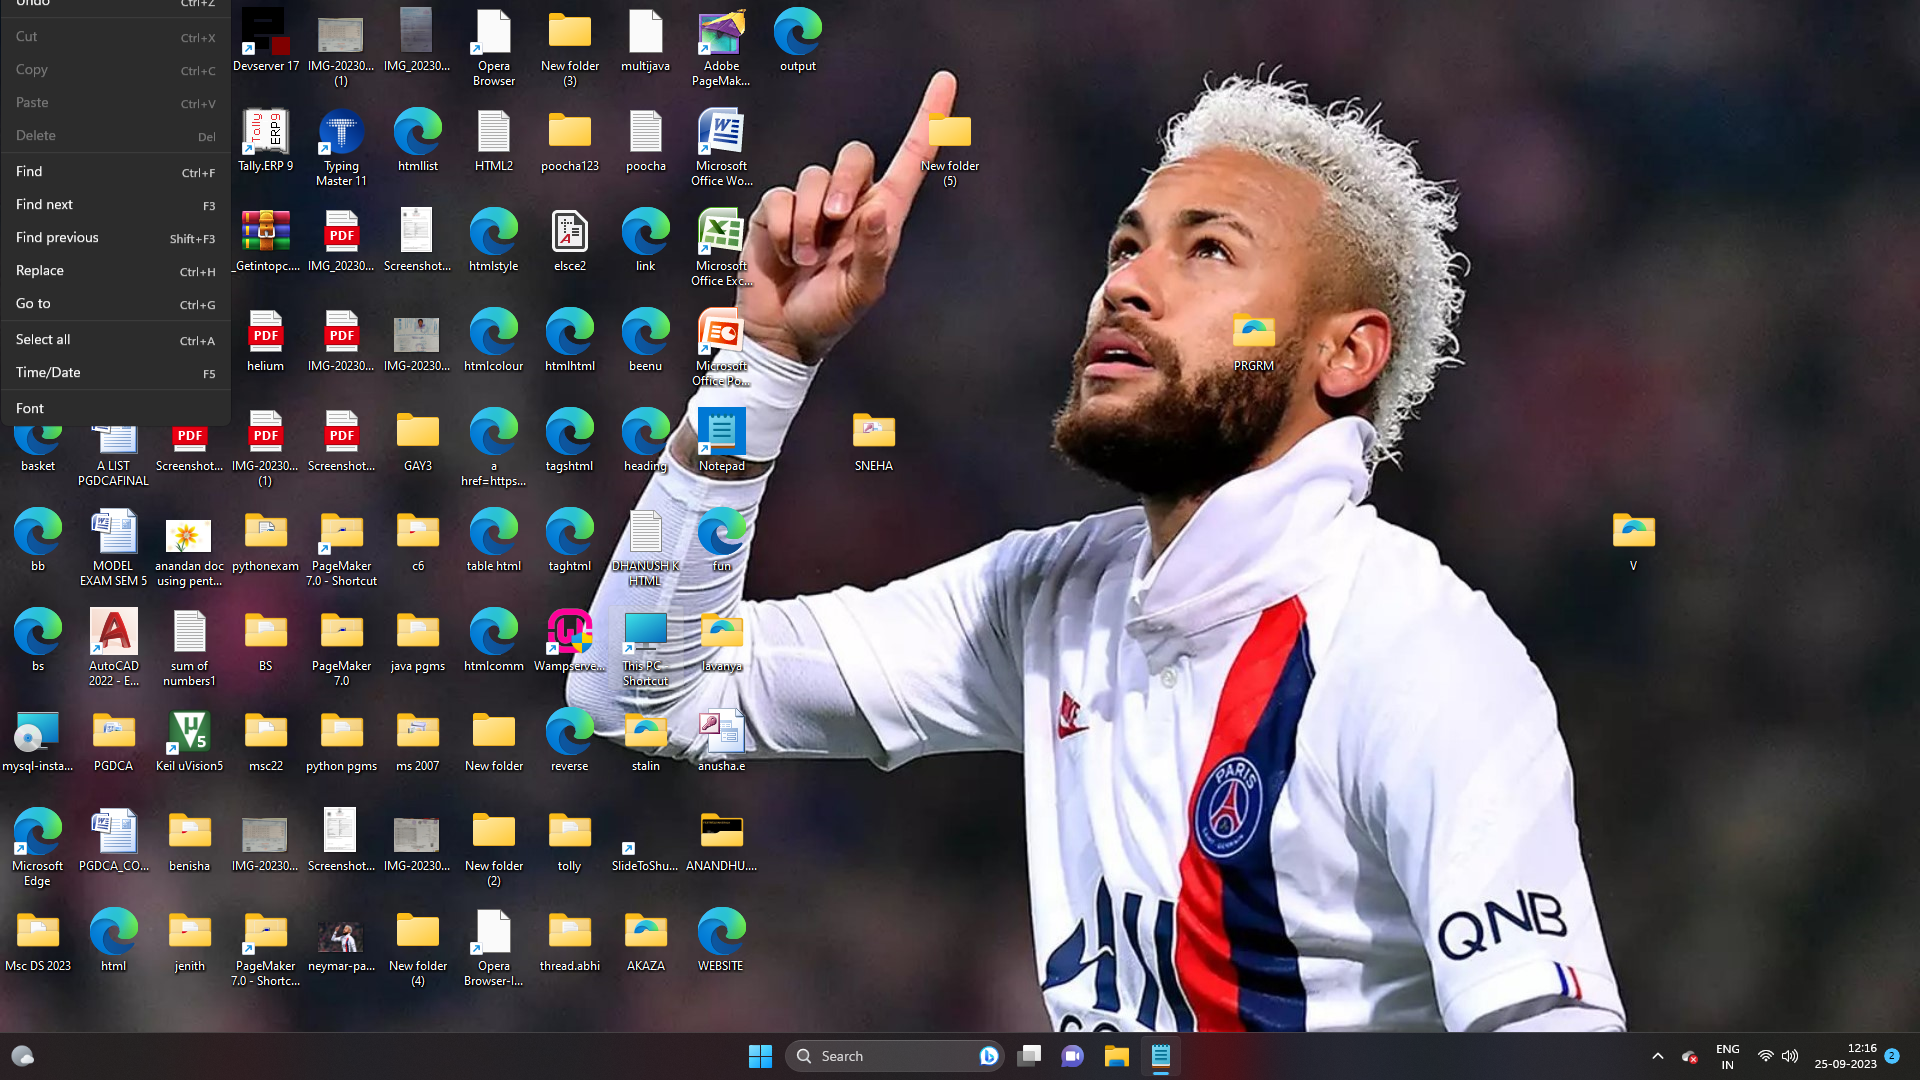 Undo Ctrl+Z
Cut Ctrl+X
Copy Ctrl+C
Paste Ctrl+V
Delete Del
Find Ctrl+F
Find next F3
Find previous Shift+F3
Replace Ctrl+H
Go to Ctrl+G
Select all Ctrl+A
Time/Date F5
Font
Devserver 17
IMG-20230...
(1)
IMG_20230...
Opera
Browser
New folder
(3)
multijava
Adobe
PageMak...
output
Tally.ERP 9
Typing
Master 11
htmllist
HTML2
poocha123
poocha
Microsoft
Office Wo...
New folder
(5)
_Getintopc....
IMG_20230...
Screenshot...
htmlstyle
elsce2
link
Microsoft
Office Exc...
helium
IMG-20230...
IMG-20230...
htmlcolour
htmlhtml
beenu
Microsoft
Office Po...
PRGRM
basket
A LIST
PGDCAFINAL
Screenshot...
IMG-20230...
(1)
Screenshot...
GAY3
a
href=https...
tagshtml
heading
Notepad
SNEHA
bb
MODEL
EXAM SEM 5
anandan doc
using pent...
pythonexam
PageMaker
7.0 - Shortcut
c6
table html
taghtml
DHANUSH K
HTML
fun
V
bs
AutoCAD
2022 - E...
sum of
numbers1
BS
PageMaker
7.0
java pgms
htmlcomm
Wampserve...
This PC -
Shortcut
lavanya
mysql-insta...
PGDCA
Keil uVision5
msc22
python pgms
ms 2007
New folder
reverse
stalin
anusha.e
Microsoft
Edge
PGDCA_CO...
benisha
IMG-20230...
Screenshot...
IMG-20230...
New folder
(2)
tolly
SlideToShu...
ANANDHU....
Msc DS 2023
html
jenith
PageMaker
7.0 - Shortc...
neymar-pa...
New folder
(4)
Opera
Browser-I...
thread.abhi
AKAZA
WEBSITE
PARIS
SAINT-GERMAIN
QNB
Search
ENG
IN
12:16
25-09-2023
2